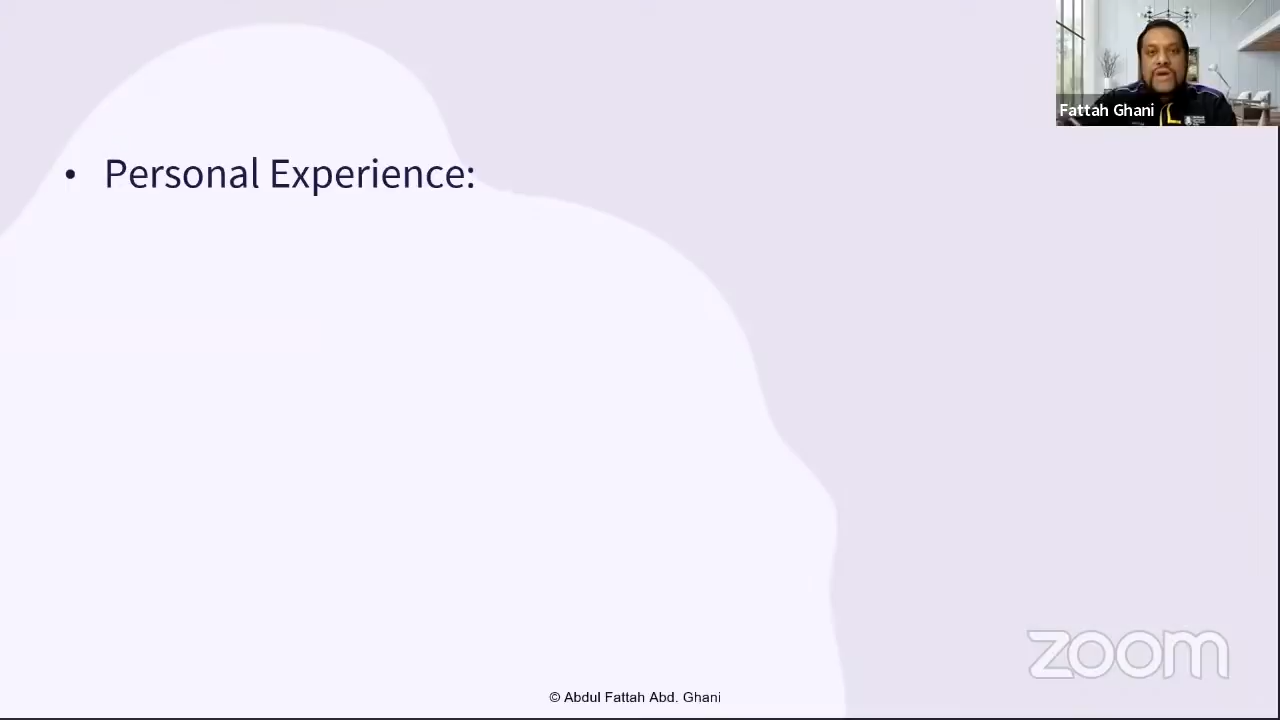 Fattah Ghani
• Personal Experience:
zoom
© Abdul Fattah Abd. Ghani